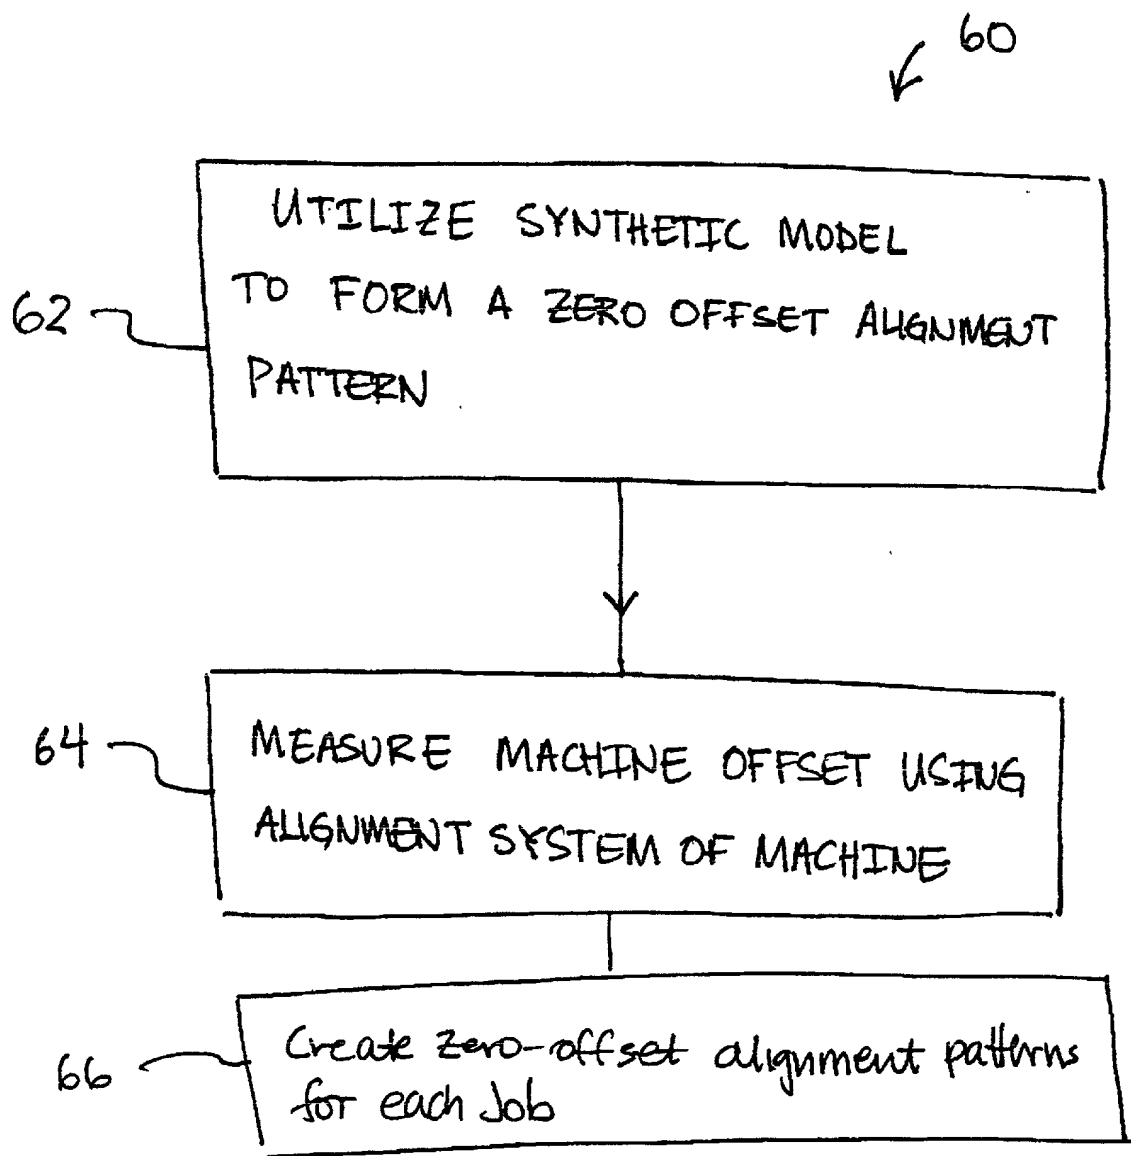 60
UTILIZE SYNTHETIC MODEL
TO FORM A ZERO OFFSET ALIGNMENT
PATTERN
62
MEASURE MACHINE OFFSET USING
ALIGNMENT SYSTEM OF MACHINE
64
Create zero-offset alignment patterns
for each Job
66